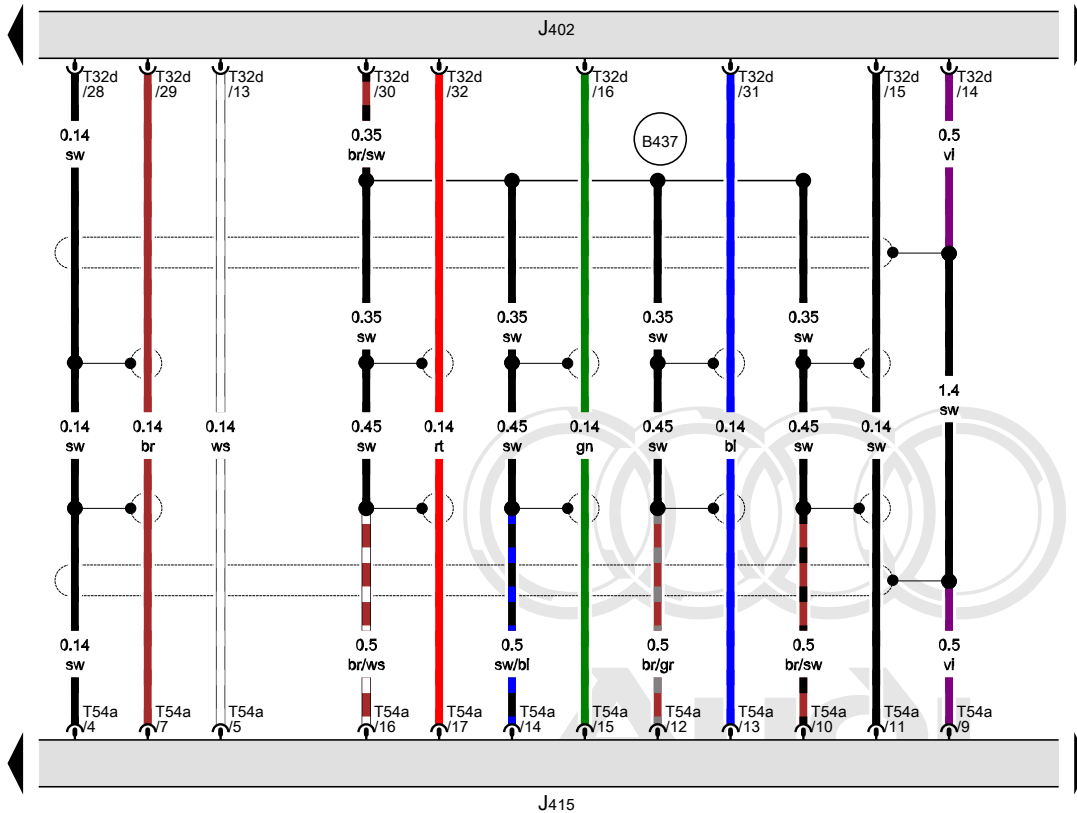 J402
T32d T32d T32d T32d T32d T32d T32d T32d T32d
/28 /29 /13 /30 /32 /16 /31 /15 /14
0.14 0.35 B437 0.5
sw br/sw vi
0.35 0.35 0.35 0.35
sw sw sw sw
1.4
sw
0.14 0.14 0.14 0.45 0.14 0.45 0.14 0.45 0.14 0.45 0.14
sw br ws sw rt sw gn sw bl sw sw
0.14 0.5 0.5 0.5 0.5 0.5
sw br/ws sw/bl br/gr br/sw vi
Audi
T54a T54a T54a T54a T54a T54a T54a T54a T54a T54a T54a T54a
/4 /7 /5 /16 /17 /14 /15 /12 /13 /10 /11 /9
J415